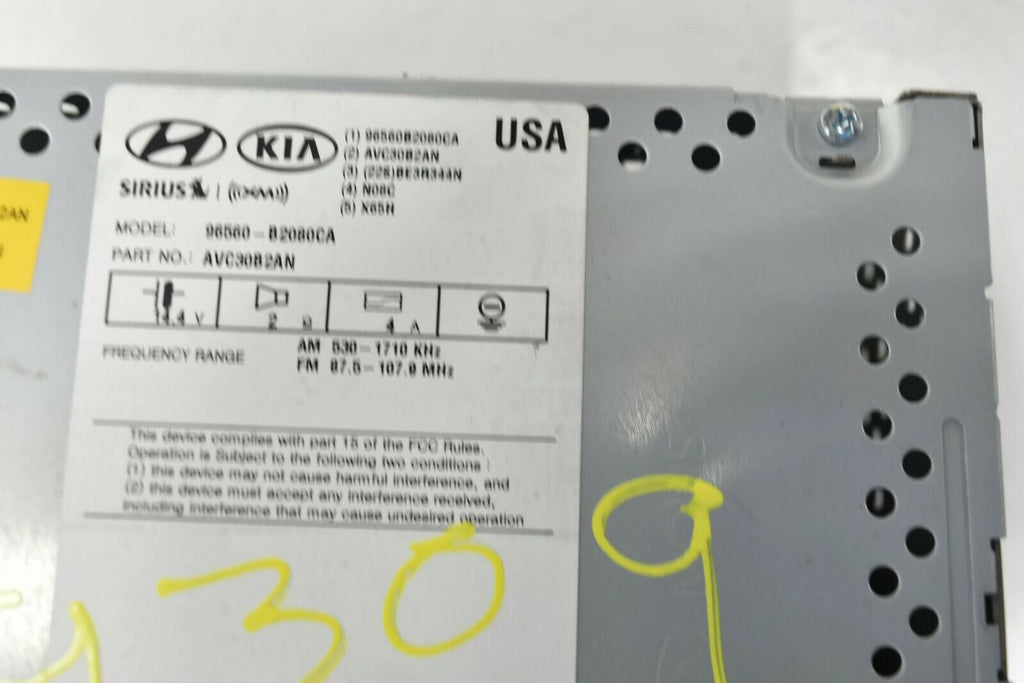 KIA
(1) 96560B2080CA
(2) AVC30B2AN
(3) (226)BE3R344N
(4) N08C
(5) X65H
USA
SIRIUS | ((XM))
MODEL: 96560-B2080CA
PART NO.: AVC30B2AN
14.4 V 2 Ω 4 A
FREQUENCY RANGE AM 530-1710 KHz
FM 87.5-107.9 MHz
This device complies with part 15 of the FCC Rules.
Operation is Subject to the following two conditions :
(1) this device may not cause harmful interference, and
(2) this device must accept any interference received,
including interference that may cause undesired operation
2AN
309